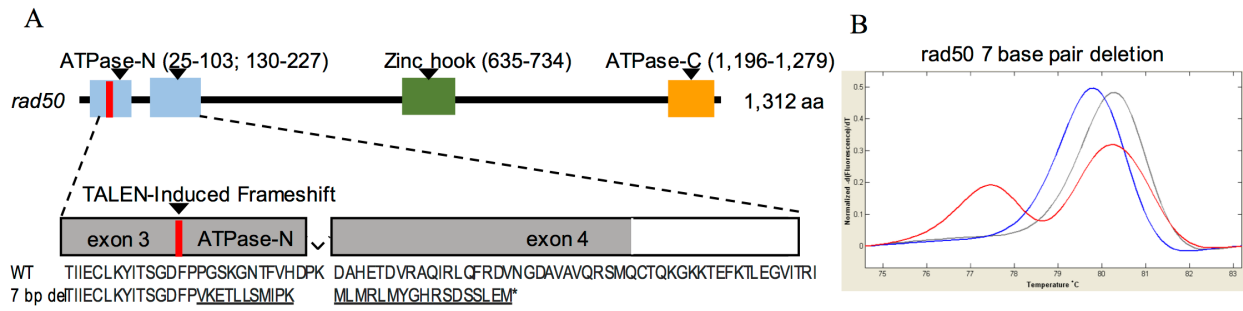 A
ATPase-N (25-103; 130-227)
Zinc hook (635-734)
ATPase-C (1,196-1,279)
rad50
1,312 aa
TALEN-Induced Frameshift
exon 3
ATPase-N
exon 4
WT TIIECLKYITSGDFPPGSKGNTFVHDPK DAHETDVRAQIRLQFRDVNGDAVAVQRSMQCTQKGKKTEFKTLEGVITRI
7 bp del TIIECLKYITSGDFPVKETLLSMIPK MLMRLMYGHRSDSSLEM*
B
rad50 7 base pair deletion
Normalized -d(Fluorescence)/dT
0.5
0.4
0.3
0.2
0.1
0
75 76 77 78 79 80 81 82 83
Temperature °C